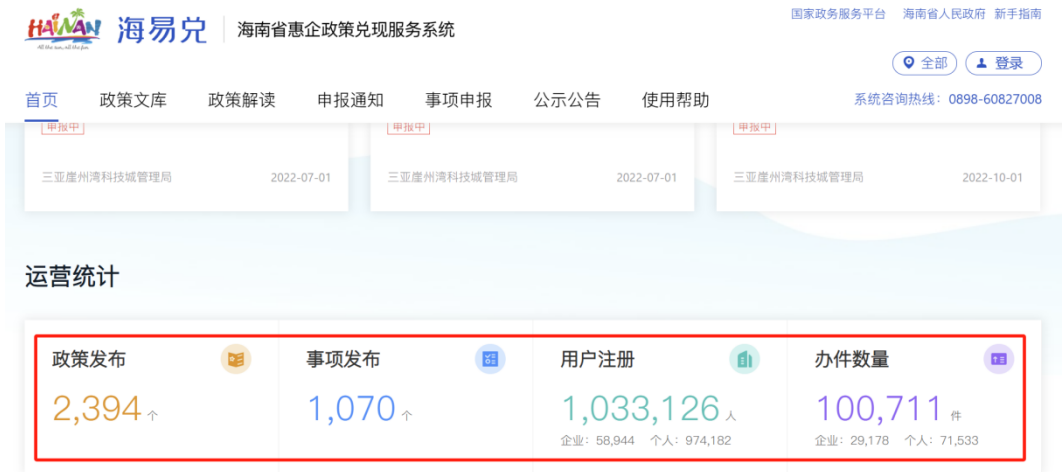 国家政务服务平台 海南省人民政府 新手指南
HAINAN 海易兑 海南省惠企政策兑现服务系统
全部 登录
首页 政策文库 政策解读 申报通知 事项申报 公示公告 使用帮助 系统咨询热线：0898-60827008
申报中 申报中 申报中
三亚崖州湾科技城管理局 2022-07-01 三亚崖州湾科技城管理局 2022-07-01 三亚崖州湾科技城管理局 2022-10-01
运营统计
政策发布 事项发布 用户注册 办件数量
2,394 个 1,070 个 1,033,126 人 100,711 件
企业：58,944 个人：974,182 企业：29,178 个人：71,533